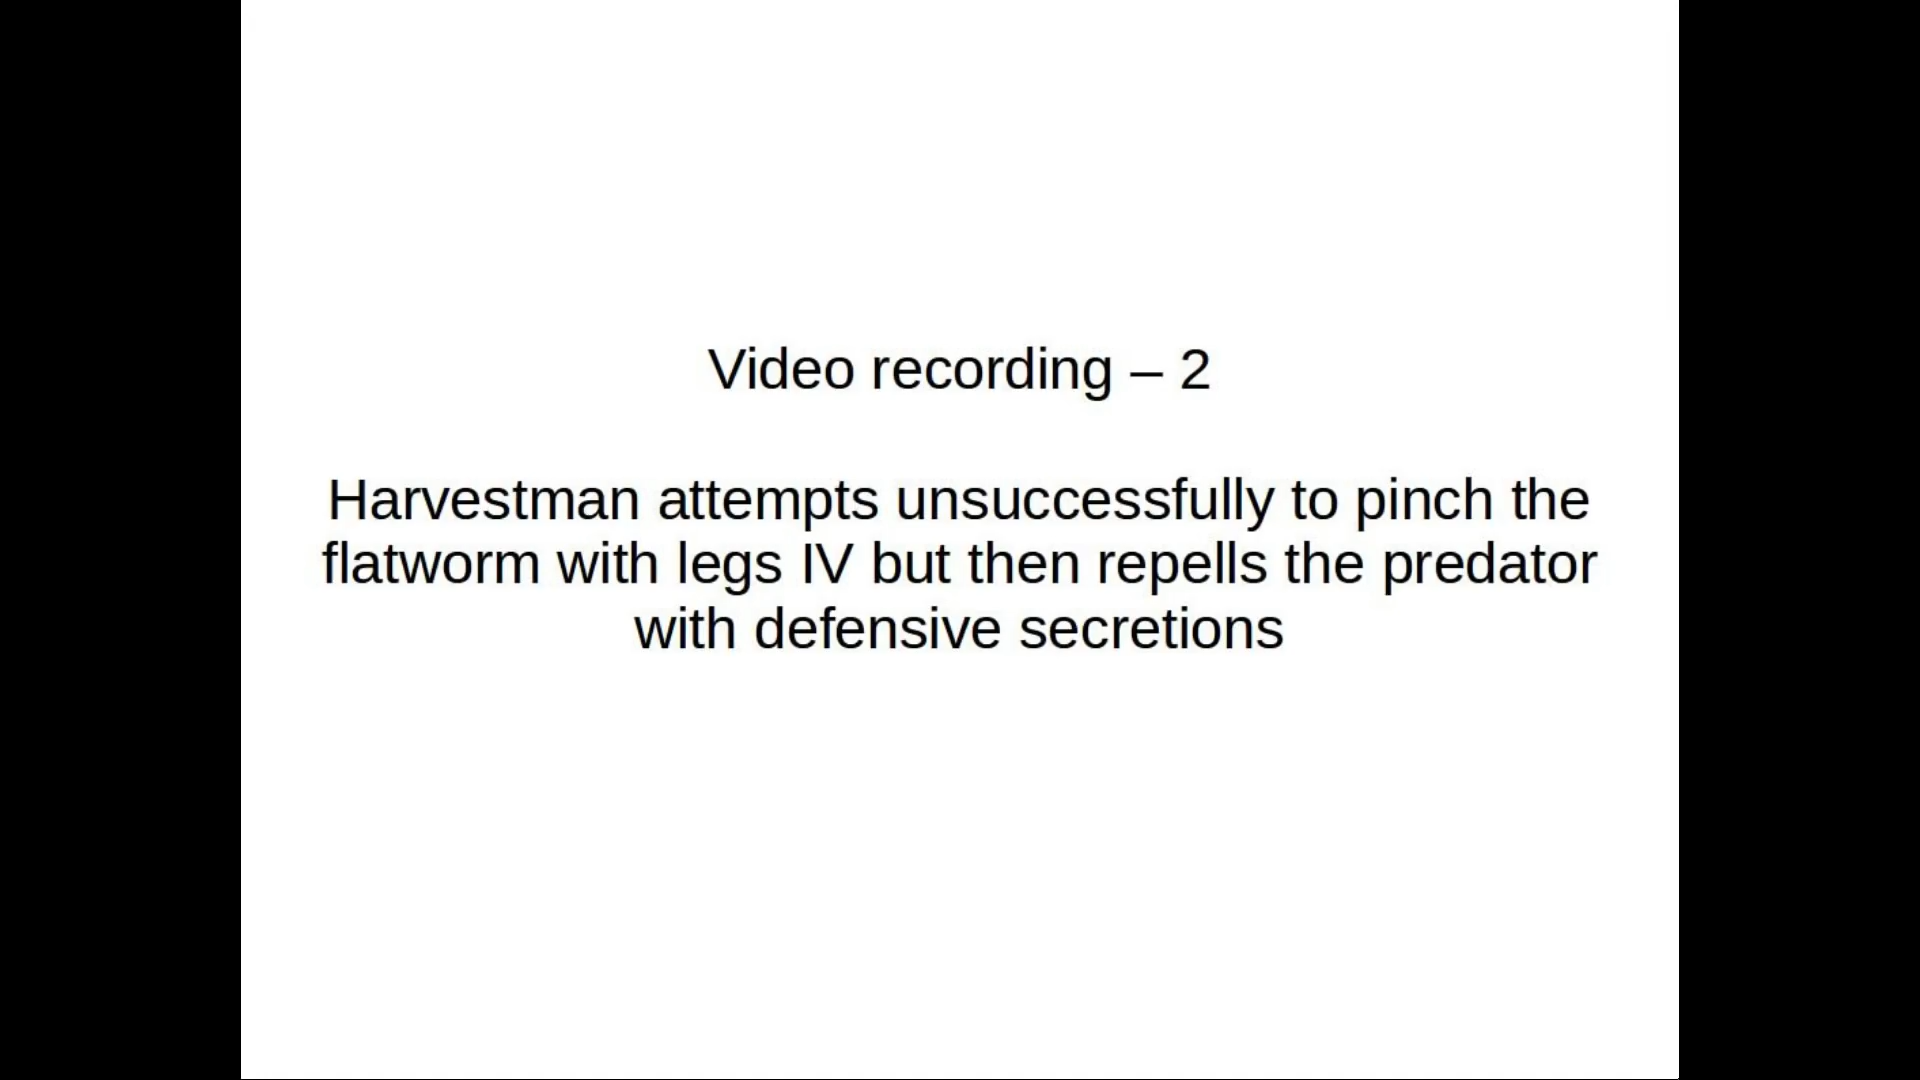 Video recording – 2
Harvestman attempts unsuccessfully to pinch the
flatworm with legs IV but then repells the predator
with defensive secretions